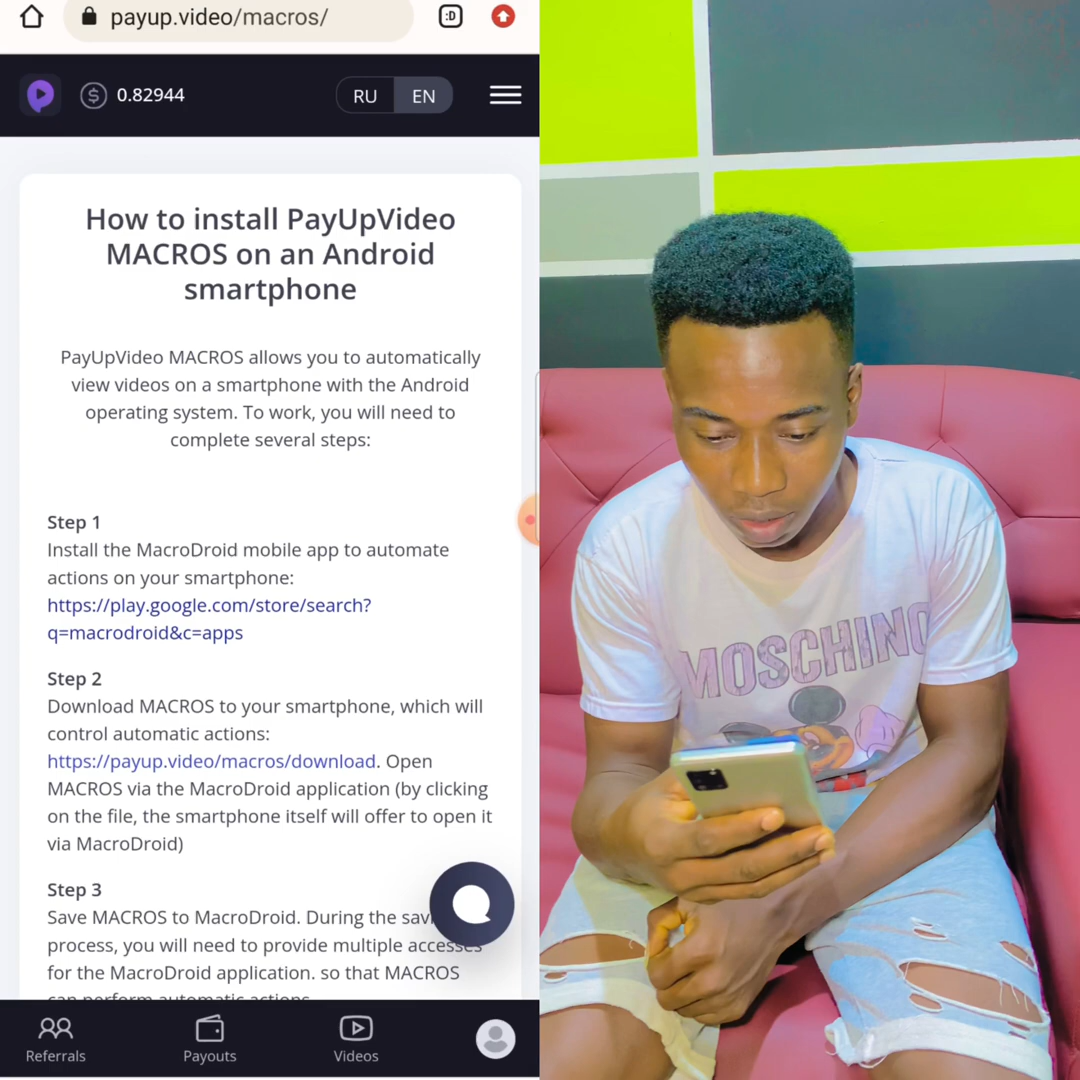 payup.video/macros/
:D
0.82944
RU
EN
How to install PayUpVideo
MACROS on an Android
smartphone
PayUpVideo MACROS allows you to automatically
view videos on a smartphone with the Android
operating system. To work, you will need to
complete several steps:
Step 1
Install the MacroDroid mobile app to automate
actions on your smartphone:
https://play.google.com/store/search?
q=macrodroid&c=apps
Step 2
Download MACROS to your smartphone, which will
control automatic actions:
https://payup.video/macros/download. Open
MACROS via the MacroDroid application (by clicking
on the file, the smartphone itself will offer to open it
via MacroDroid)
Step 3
Save MACROS to MacroDroid. During the
process, you will need to provide multiple accesses
for the MacroDroid application. so that MACROS
can perform automatic actions
Referrals
Payouts
Videos
MOSCHINO